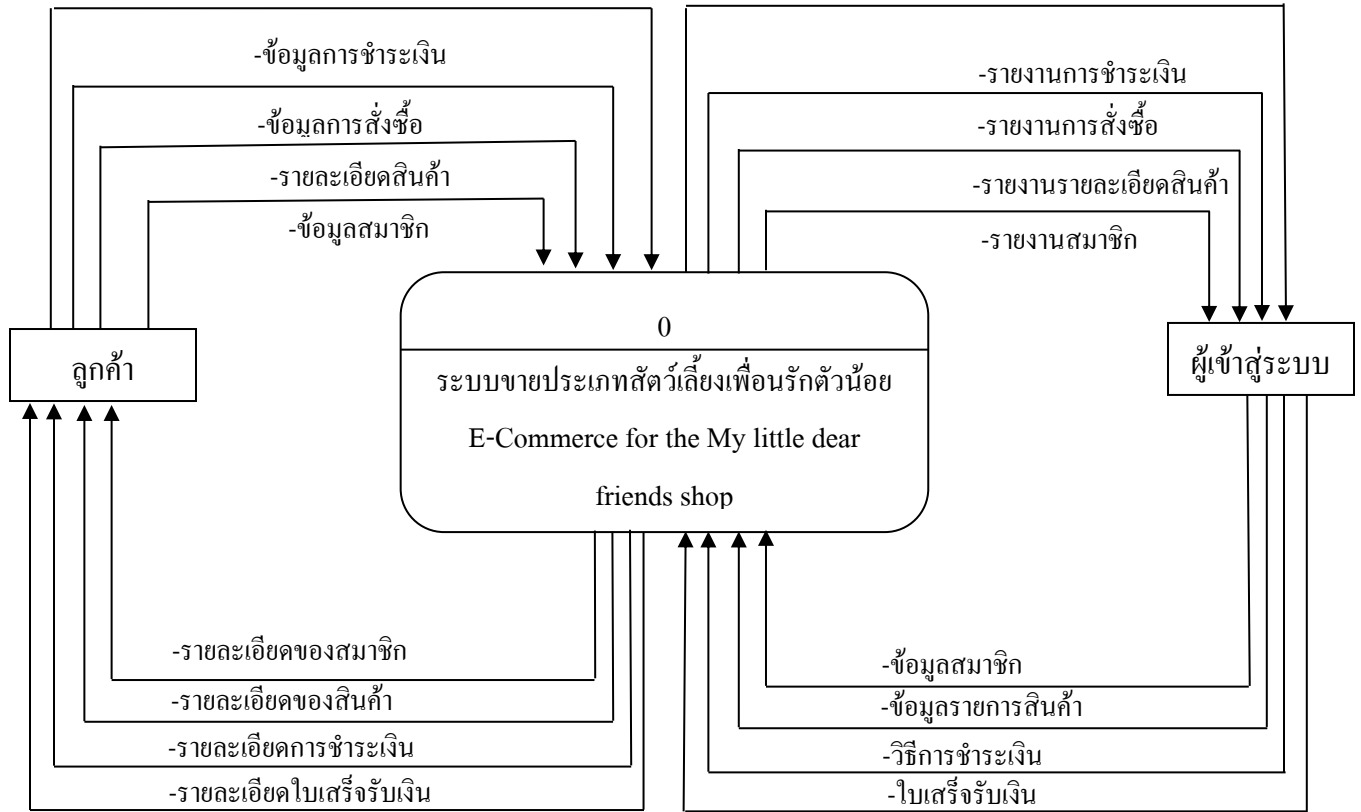 -ข้อมูลการชำระเงิน
-ข้อมูลการสั่งซื้อ
-รายละเอียดสินค้า
-ข้อมูลสมาชิก
-รายงานการชำระเงิน
-รายงานการสั่งซื้อ
-รายงานรายละเอียดสินค้า
-รายงานสมาชิก
ลูกค้า
0
ระบบขายประเภทสัตว์เลี้ยงเพื่อนรักตัวน้อย
E-Commerce for the My little dear
friends shop
ผู้เข้าสู่ระบบ
-รายละเอียดของสมาชิก
-รายละเอียดของสินค้า
-รายละเอียดการชำระเงิน
-รายละเอียดใบเสร็จรับเงิน
-ข้อมูลสมาชิก
-ข้อมูลรายการสินค้า
-วิธีการชำระเงิน
-ใบเสร็จรับเงิน